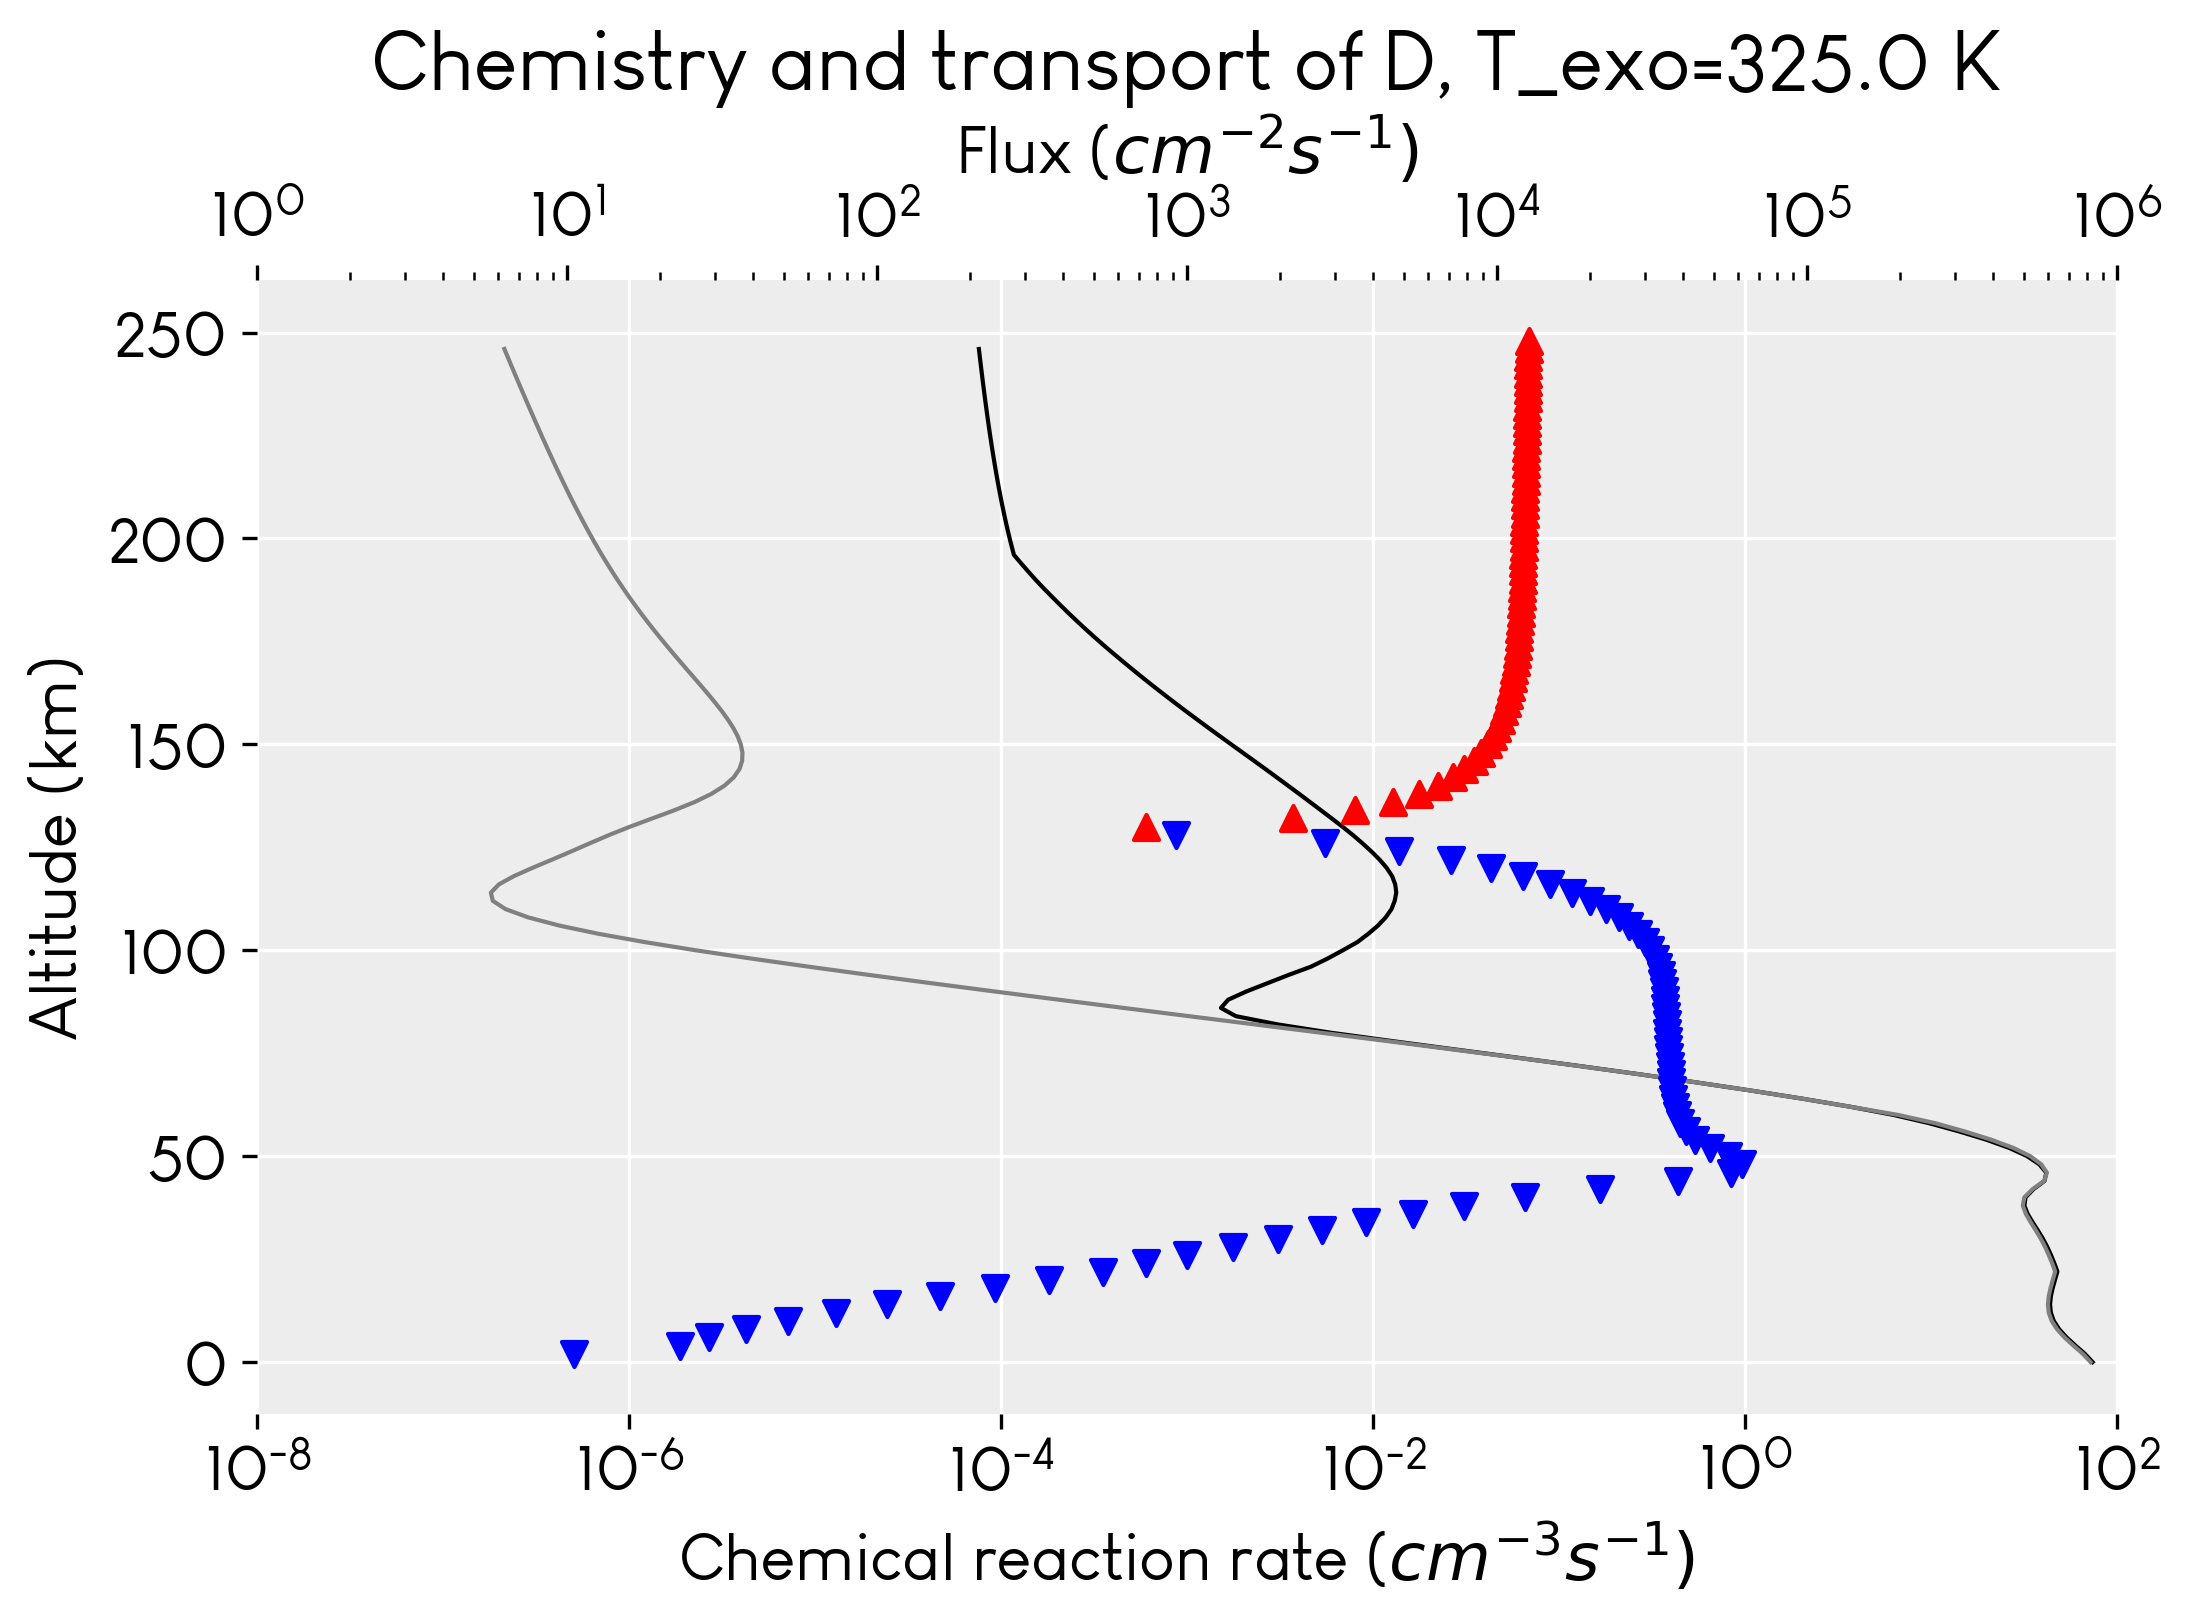 Chemistry and transport of D, T_exo=325.0 K
Flux (cm⁻²s⁻¹)
10⁰ 10¹ 10² 10³ 10⁴ 10⁵ 10⁶
Altitude (km)
250
200
150
100
50
0
10⁻⁸ 10⁻⁶ 10⁻⁴ 10⁻² 10⁰ 10²
Chemical reaction rate (cm⁻³s⁻¹)